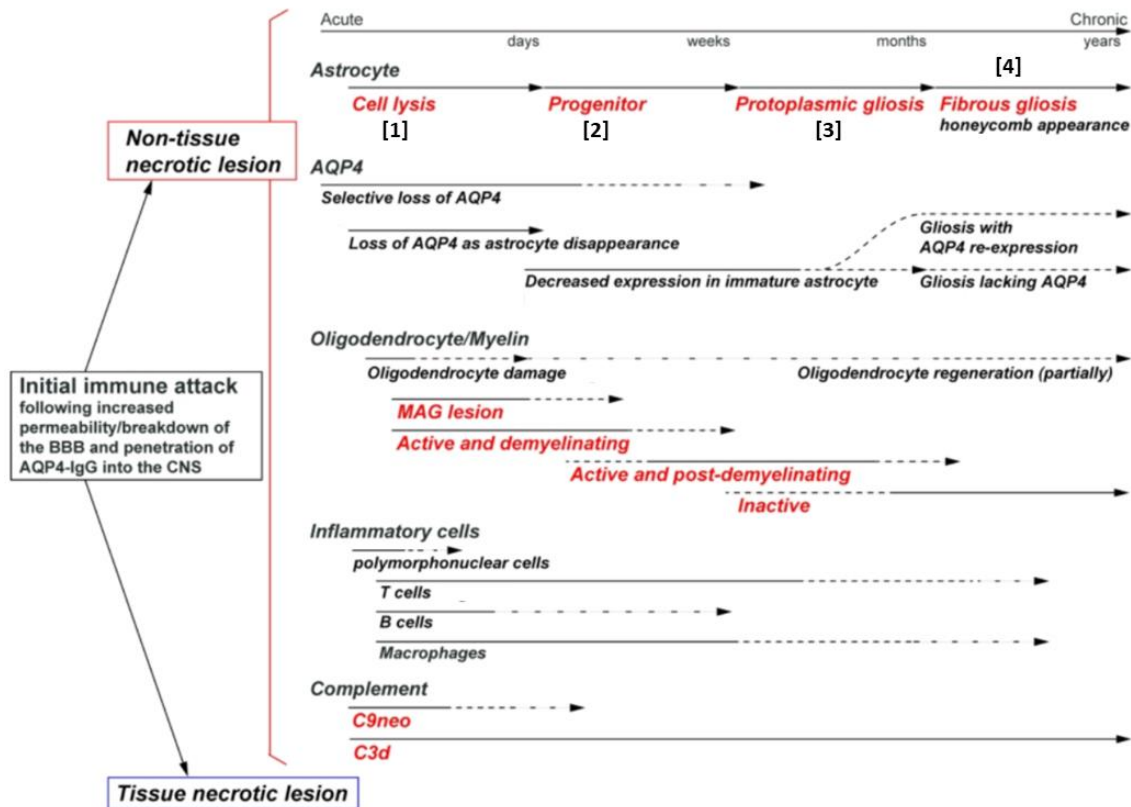 Acute
Chronic
days
weeks
months
years
Astrocyte
[4]
Cell lysis
Progenitor
Protoplasmic gliosis
Fibrous gliosis
honeycomb appearance
[1]
[2]
[3]
Non-tissue
necrotic lesion
AQP4
Selective loss of AQP4
Loss of AQP4 as astrocyte disappearance
Gliosis with
AQP4 re-expression
Decreased expression in immature astrocyte
Gliosis lacking AQP4
Oligodendrocyte/Myelin
Oligodendrocyte damage
Oligodendrocyte regeneration (partially)
Initial immune attack
following increased
permeability/breakdown of
the BBB and penetration of
AQP4-IgG into the CNS
MAG lesion
Active and demyelinating
Active and post-demyelinating
Inactive
Inflammatory cells
polymorphonuclear cells
T cells
B cells
Macrophages
Complement
C9neo
C3d
Tissue necrotic lesion